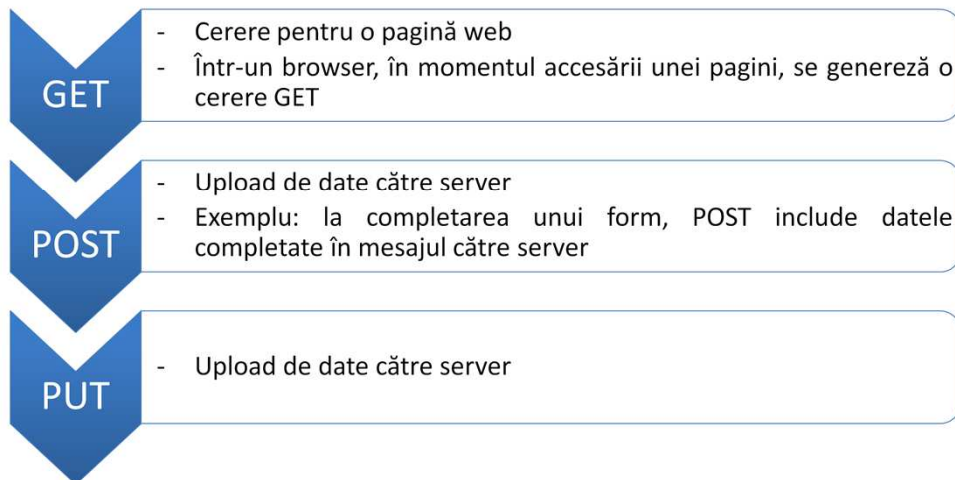 GET
- Cerere pentru o pagină web
- Într-un browser, în momentul accesării unei pagini, se genereză o
cerere GET
POST
- Upload de date către server
- Exemplu: la completarea unui form, POST include datele
completate în mesajul către server
PUT
- Upload de date către server